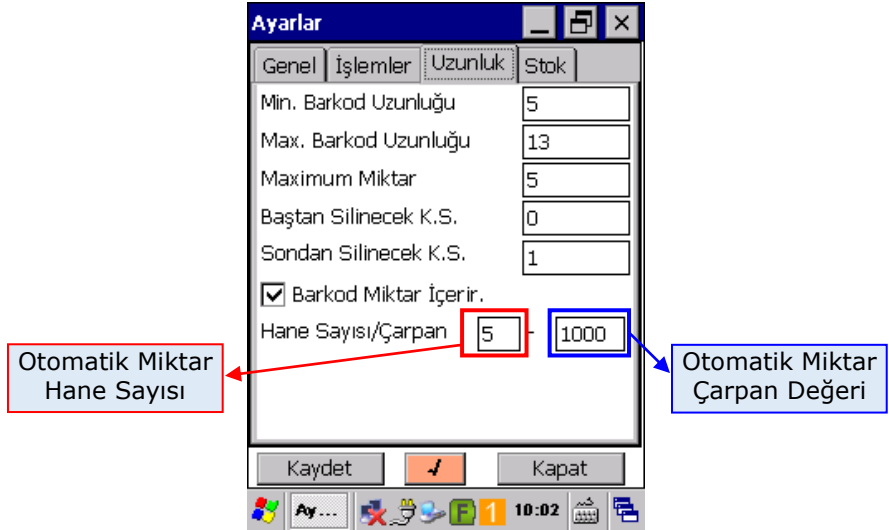 Ayarlar
Genel İşlemler Uzunluk Stok
Min. Barkod Uzunluğu 5
Max. Barkod Uzunluğu 13
Maximum Miktar 5
Baştan Silinecek K.S. 0
Sondan Silinecek K.S. 1
Barkod Miktar İçerir.
Hane Sayısı/Çarpan 5 - 1000
Otomatik Miktar
Hane Sayısı
Otomatik Miktar
Çarpan Değeri
Kaydet Kapat
Ay... F 1 10:02